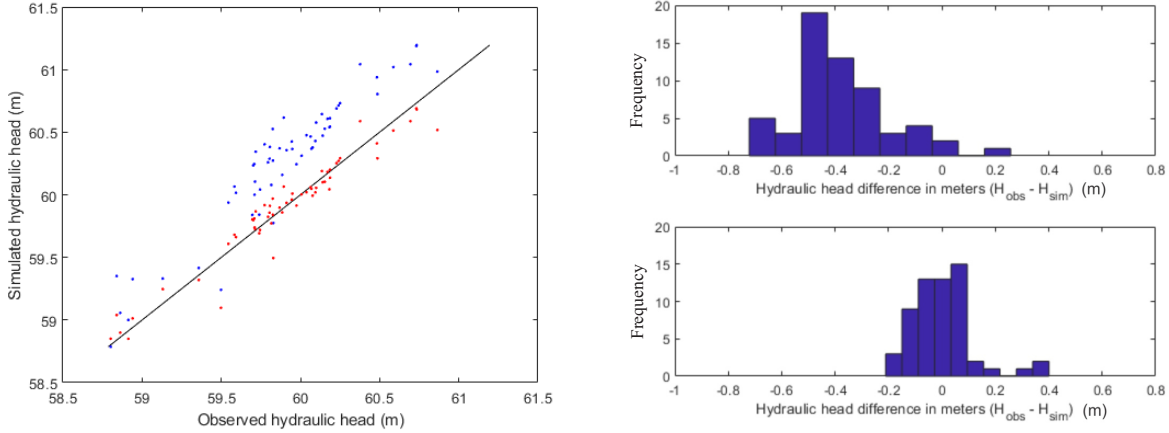 61.5
61
60.5
60
59.5
59
58.5
Simulated hydraulic head (m)
58.5 59 59.5 60 60.5 61 61.5
Observed hydraulic head (m)
20
15
10
5
0
Frequency
-1 -0.8 -0.6 -0.4 -0.2 0 0.2 0.4 0.6 0.8
Hydraulic head difference in meters (Hobs - Hsim) (m)
20
15
10
5
0
Frequency
-1 -0.8 -0.6 -0.4 -0.2 0 0.2 0.4 0.6 0.8
Hydraulic head difference in meters (Hobs - Hsim) (m)